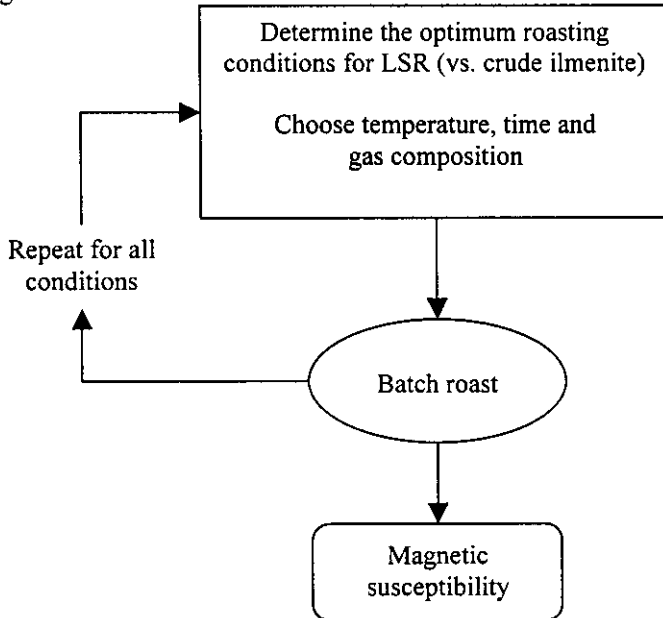 Determine the optimum roasting
conditions for LSR (vs. crude ilmenite)
Choose temperature, time and
gas composition
Repeat for all
conditions
Batch roast
Magnetic
susceptibility